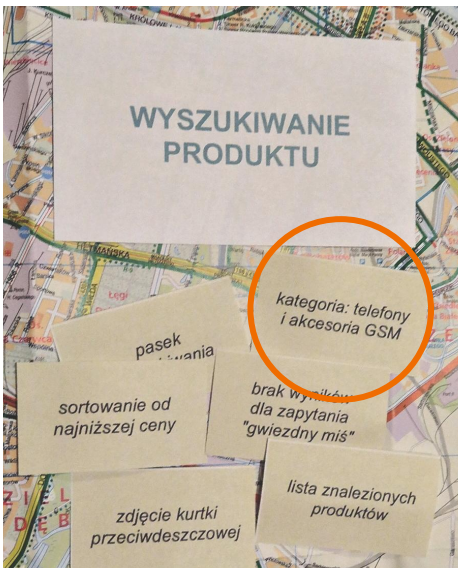 WYSZUKIWANIE
PRODUKTU
kategoria: telefony
i akcesoria GSM
pasek
sortowanie od
najniższej ceny
brak wyników
dla zapytania
"gwiezdny miś"
lista znalezionych
produktów
zdjęcie kurtki
przeciwdeszczowej